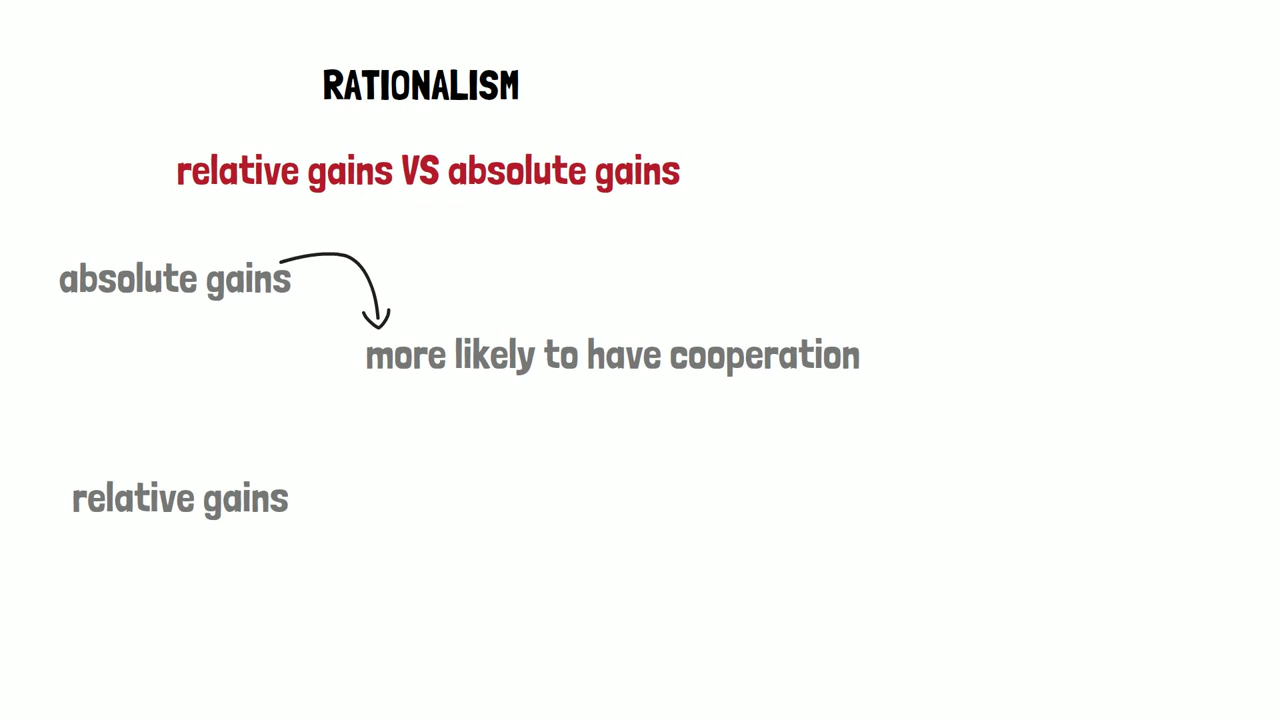 RATIONALISM
relative gains VS absolute gains
absolute gains
more likely to have cooperation
relative gains